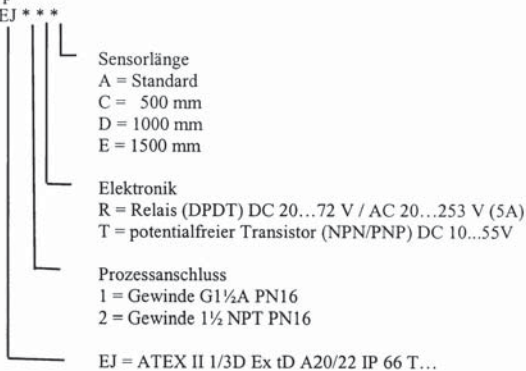 EJ * * *
Sensorlänge
A = Standard
C = 500 mm
D = 1000 mm
E = 1500 mm
Elektronik
R = Relais (DPDT) DC 20...72 V / AC 20...253 V (5A)
T = potentialfreier Transistor (NPN/PNP) DC 10...55V
Prozessanschluss
1 = Gewinde G1½A PN16
2 = Gewinde 1½ NPT PN16
EJ = ATEX II 1/3D Ex tD A20/22 IP 66 T...